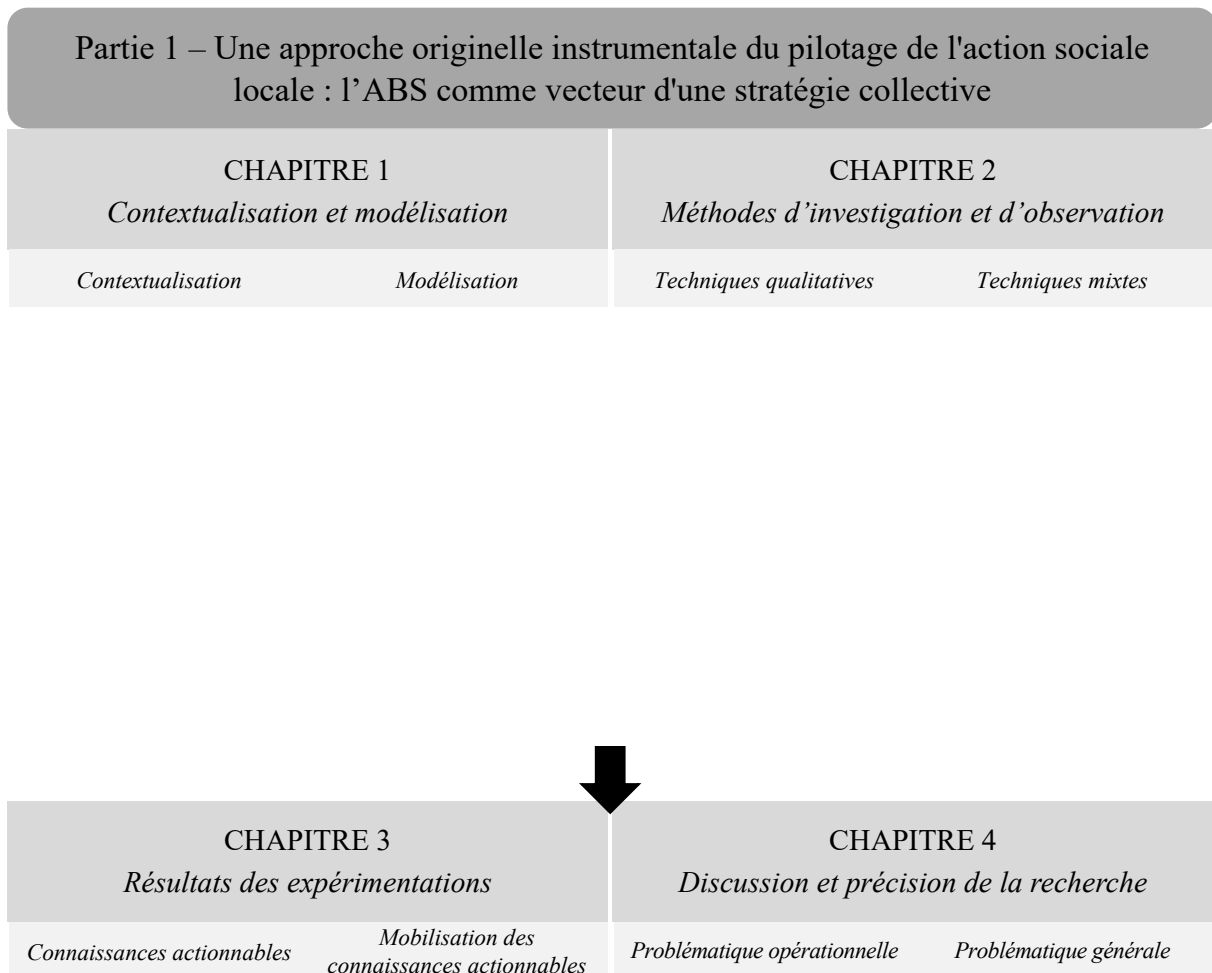 Partie 1 – Une approche originelle instrumentale du pilotage de l'action sociale
locale : l’ABS comme vecteur d'une stratégie collective
CHAPITRE 1
Contextualisation et modélisation
CHAPITRE 2
Méthodes d’investigation et d’observation
Contextualisation
Modélisation
Techniques qualitatives
Techniques mixtes
CHAPITRE 3
Résultats des expérimentations
CHAPITRE 4
Discussion et précision de la recherche
Connaissances actionnables
Mobilisation des
connaissances actionnables
Problématique opérationnelle
Problématique générale